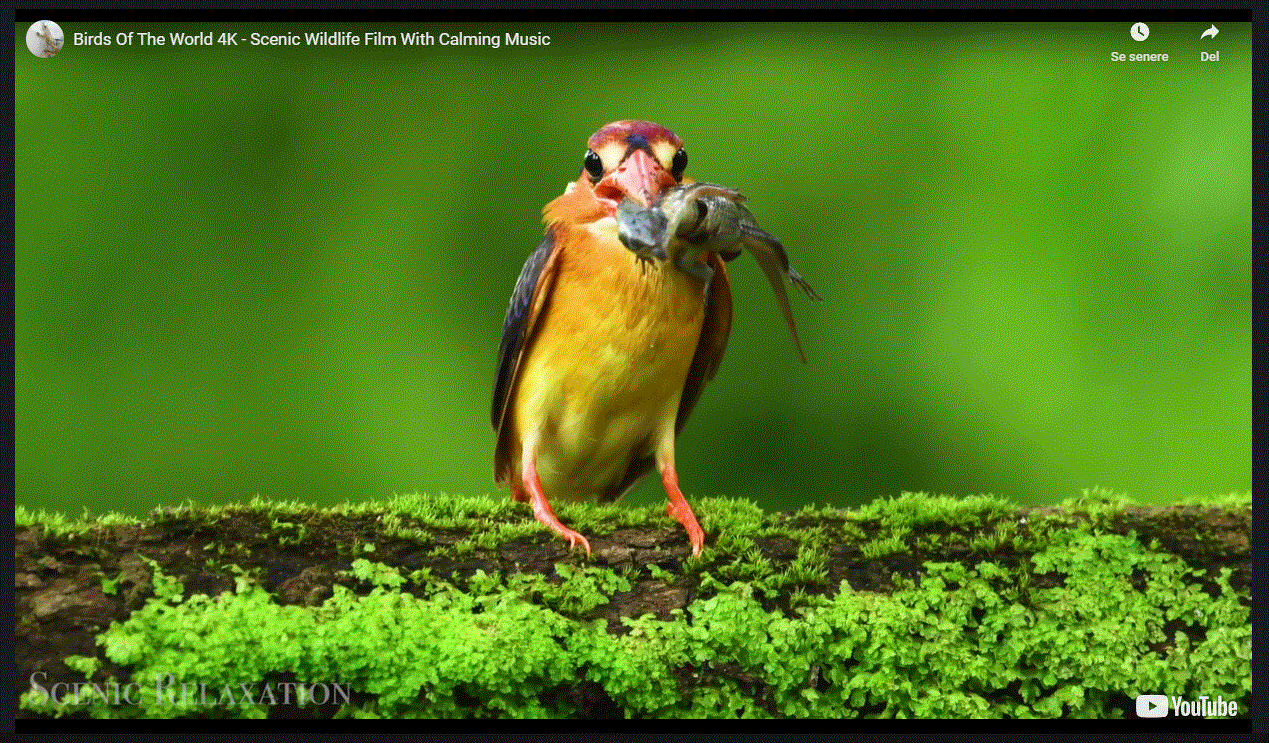 Birds Of The World 4K - Scenic Wildlife Film With Calming Music
Se senere
Del
SCENIC RELAXATION
YouTube